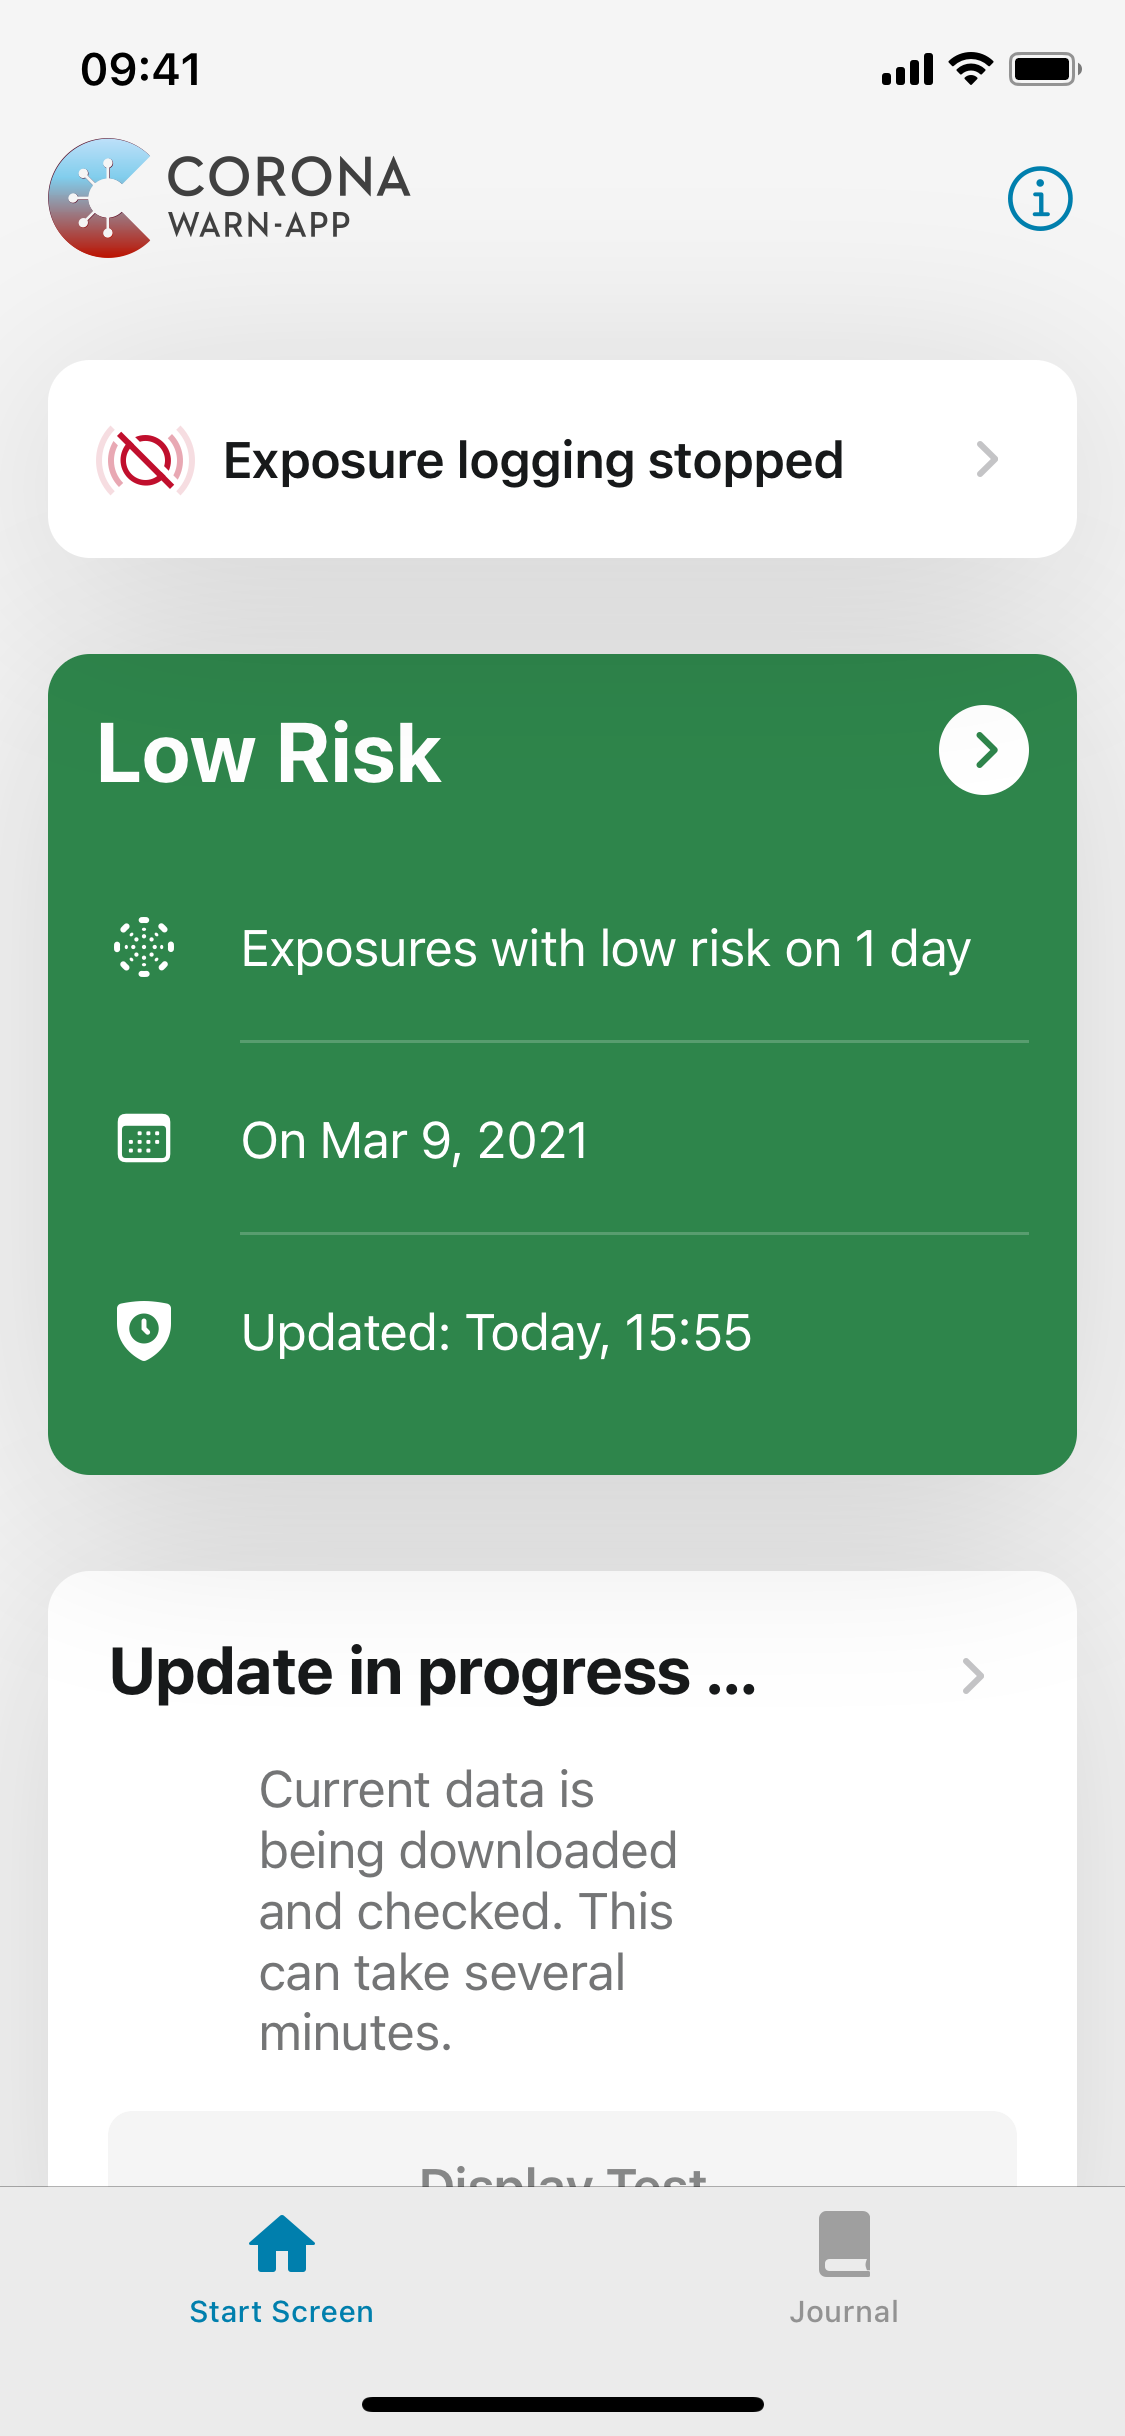 09:41
CORONA
WARN-APP
Exposure logging stopped
Low Risk
Exposures with low risk on 1 day
On Mar 9, 2021
Updated: Today, 15:55
Update in progress ...
Current data is
being downloaded
and checked. This
can take several
minutes.
Display Test
Start Screen
Journal